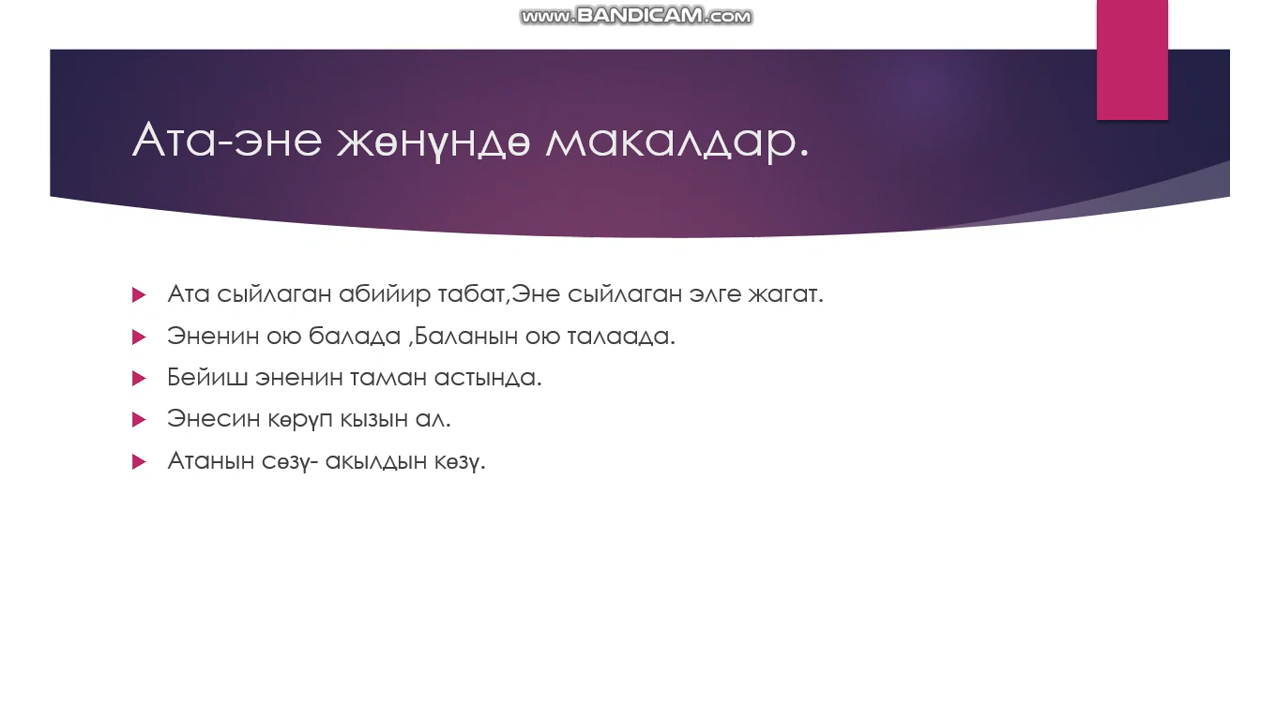 www.BANDICAM.com
Ата-эне жөнүндө макалдар.
Ата сыйлаган абийир табат,Эне сыйлаган элге жагат.
Эненин ою балада ,Баланын ою талаада.
Бейиш эненин таман астында.
Энесин көрүп кызын ал.
Атанын сөзү- акылдын көзү.